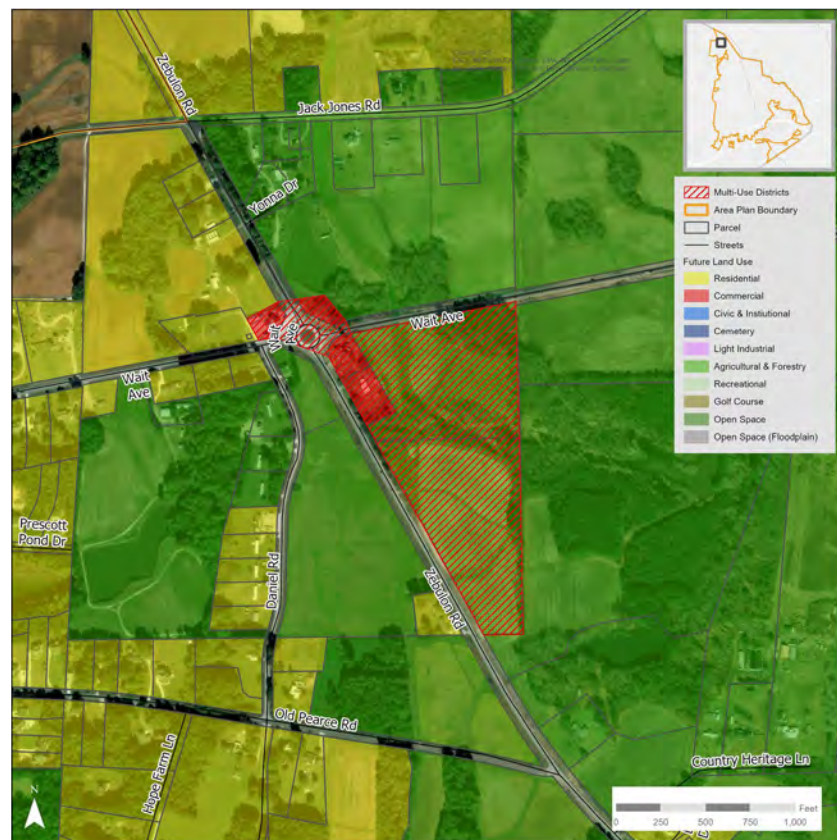 Zebulon Rd
Jack Jones Rd
Yonna Dr
Wait Ave
Wait
Ave
Wait
Ave
Prescott
Pond Dr
Daniel Rd
Zebulon Rd
Old Pearce Rd
Hope Farm Ln
Country Heritage Ln
N
Multi-Use Districts
Area Plan Boundary
Parcel
Streets
Future Land Use
Residential
Commercial
Civic & Instiutional
Cemetery
Light Industrial
Agricultural & Forestry
Recreational
Golf Course
Open Space
Open Space (Floodplain)
Feet
0 250 500 750 1,000